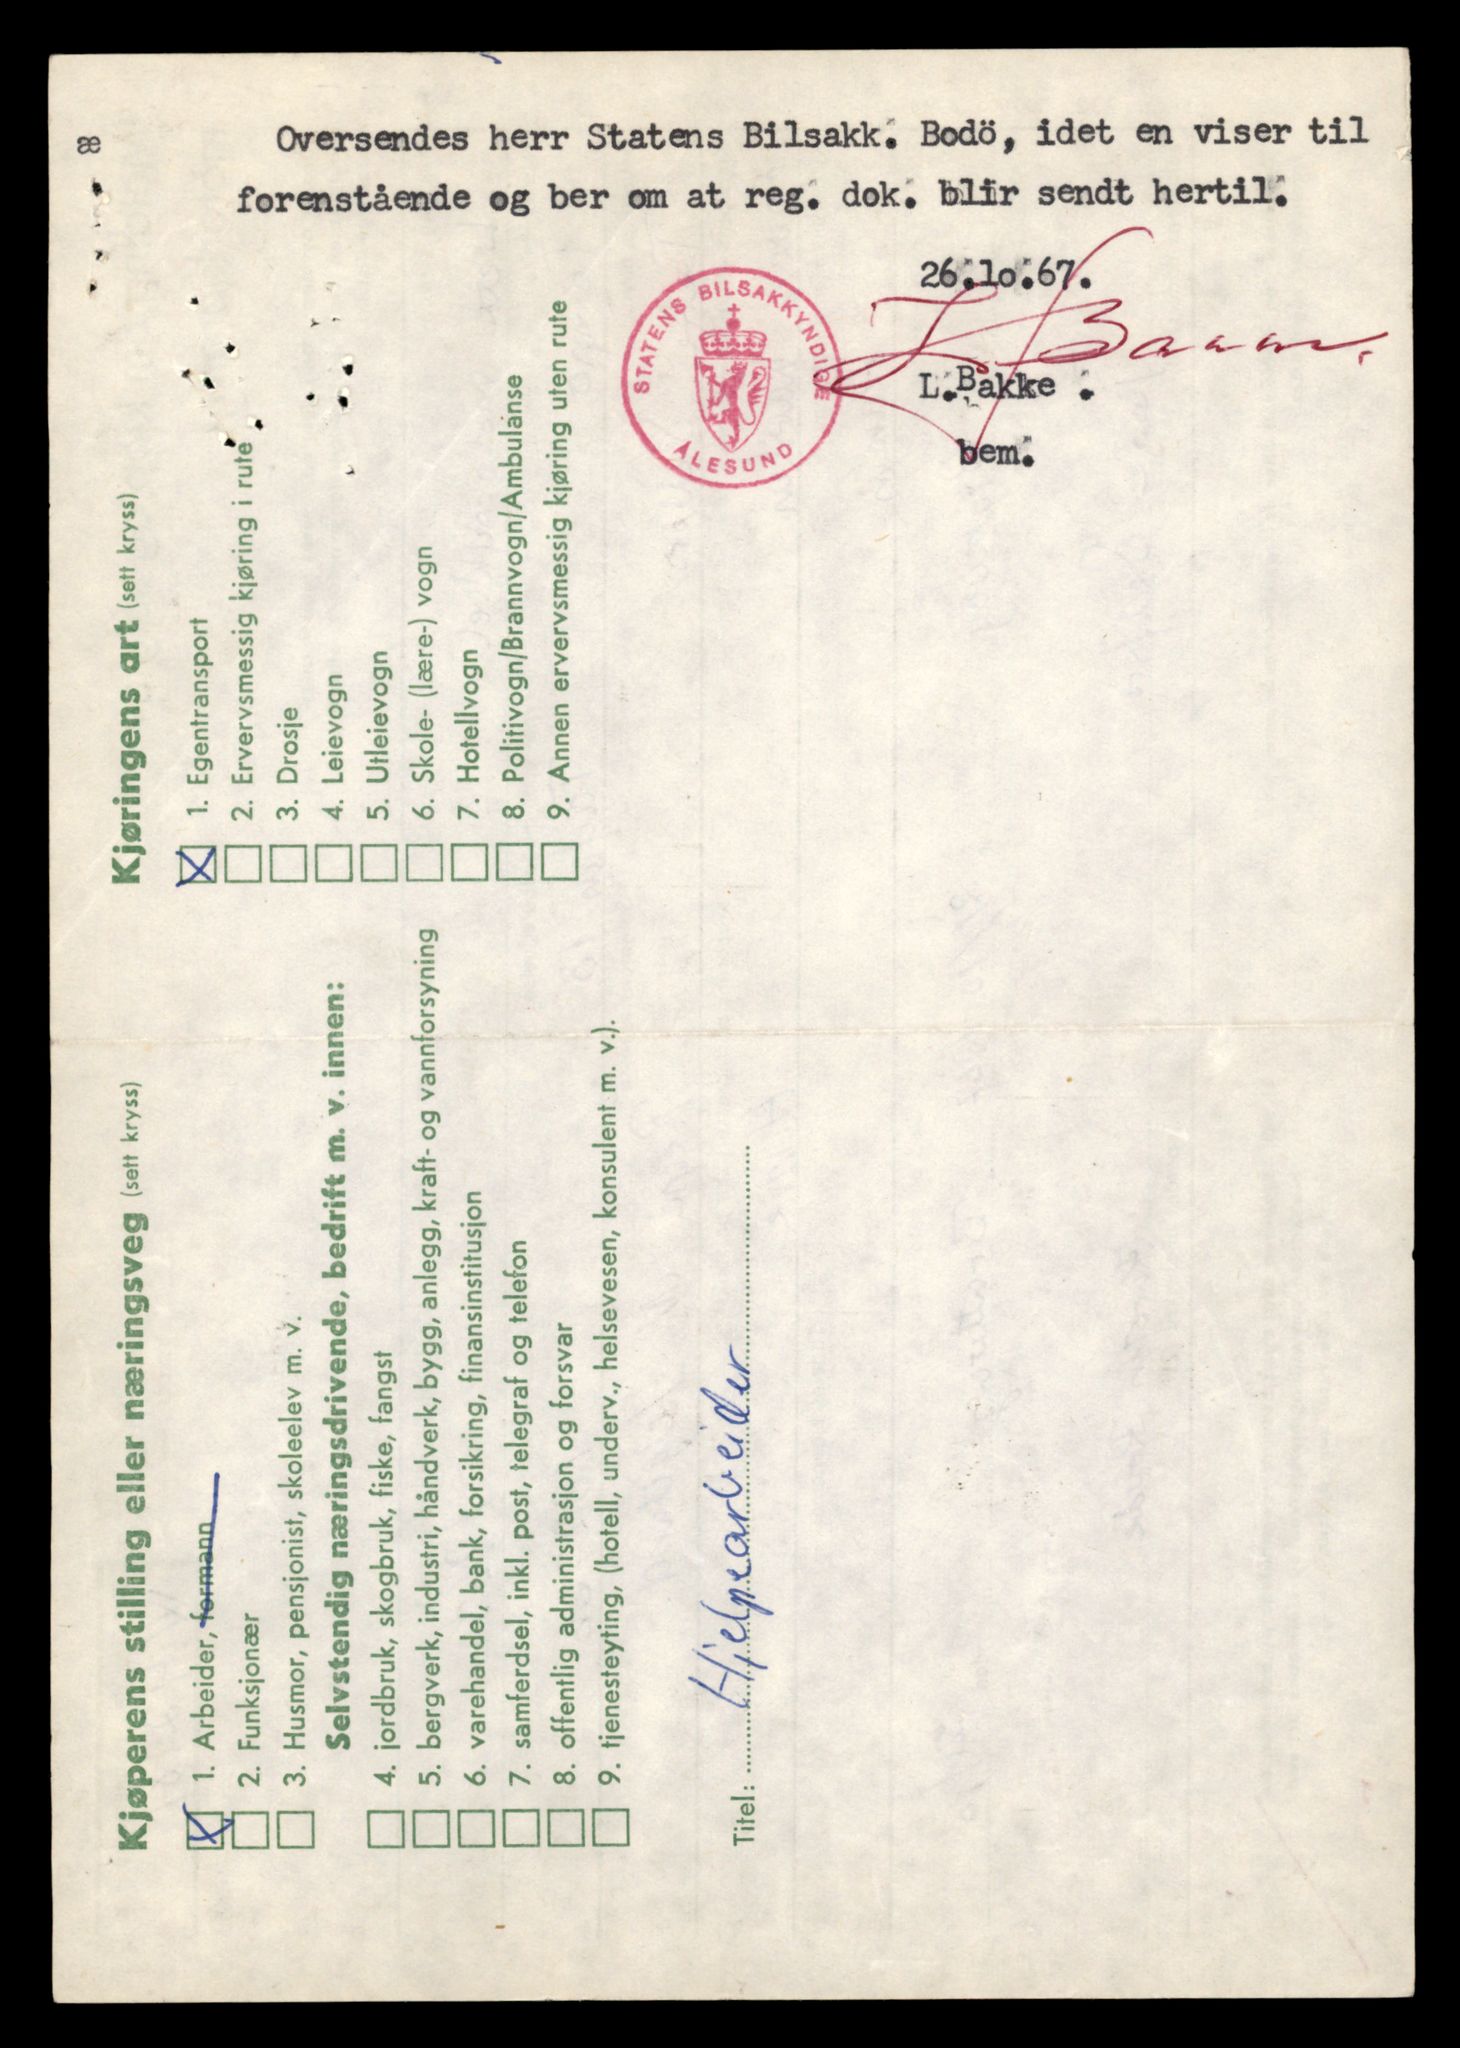 æ
Oversendes herr Statens Bilsakk. Bodö, idet en viser til
forenstående og ber om at reg. dok. blir sendt hertil.
26.10.67.
STATENS BILSAKKYNDIGE
ÅLESUND
L.Bakke .
bem.
Kjøperens stilling eller næringsveg (sett kryss)
1. Arbeider, formann
2. Funksjonær
3. Husmor, pensjonist, skoleelev m. v.
Selvstendig næringsdrivende, bedrift m. v. innen:
4. jordbruk, skogbruk, fiske, fangst
5. bergverk, industri, håndverk, bygg, anlegg, kraft- og vannforsyning
6. varehandel, bank, forsikring, finansinstitusjon
7. samferdsel, inkl. post, telegraf og telefon
8. offentlig administrasjon og forsvar
9. tjenesteyting, (hotell, underv., helsevesen, konsulent m. v.).
Titel: Hjelpearbeider
Kjøringens art (sett kryss)
1. Egentransport
2. Ervervsmessig kjøring i rute
3. Drosje
4. Leievogn
5. Utleievogn
6. Skole- (lære-) vogn
7. Hotellvogn
8. Politivogn/Brannvogn/Ambulanse
9. Annen ervervsmessig kjøring uten rute